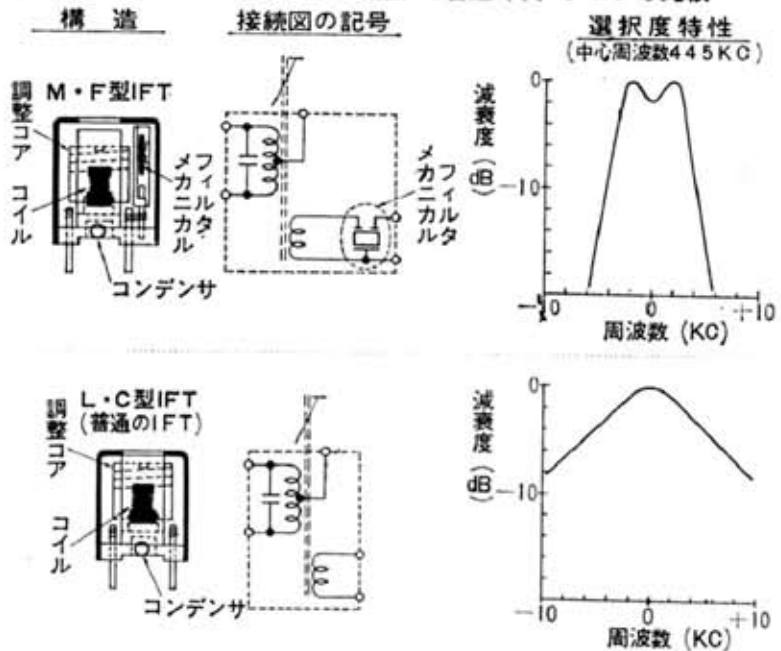 構造
接続図の記号
選択度特性
(中心周波数445KC)
M・F型IFT
調整コア
コイル
メカニカル
フィルタ
コンデンサ
メカニカル
フィルタ
減衰度(dB)
0
-10
-10
0
+10
周波数(KC)
L・C型IFT
(普通のIFT)
調整コア
コイル
コンデンサ
減衰度(dB)
0
-10
-10
0
+10
周波数(KC)